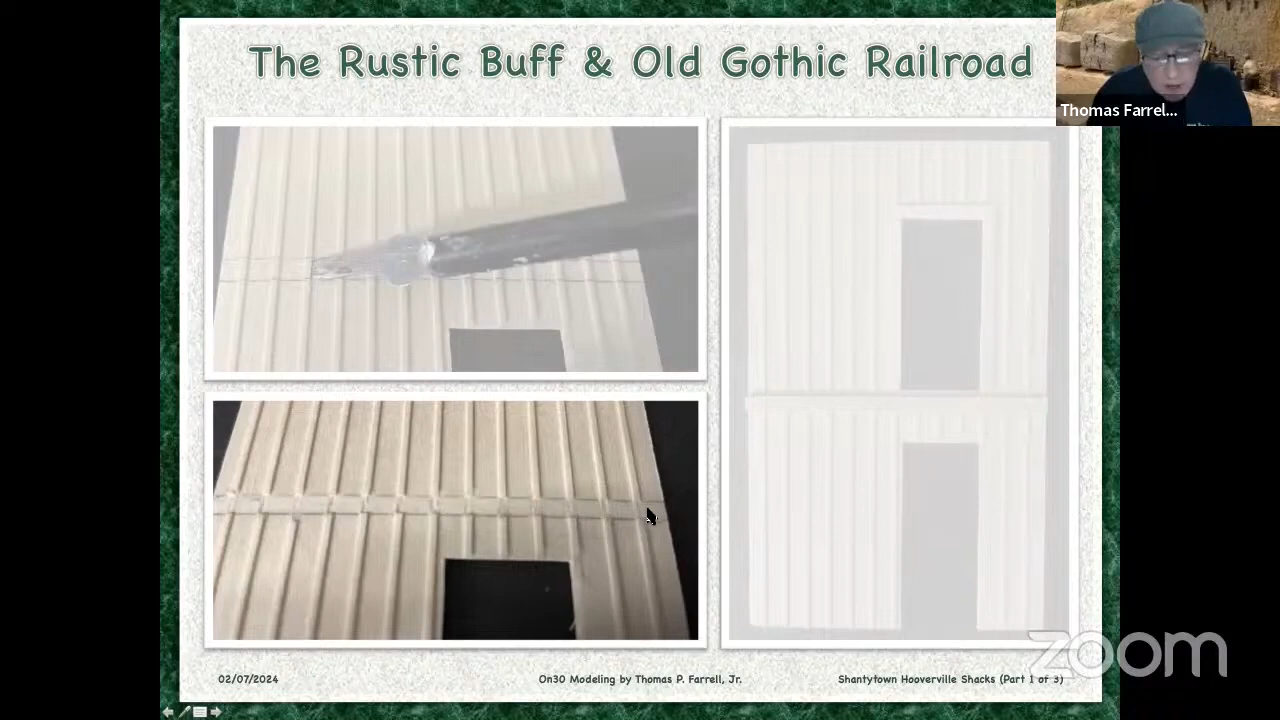 The Rustic Buff & Old Gothic Railroad
Thomas Farrel...
02/07/2024
On30 Modeling by Thomas P. Farrell, Jr.
Shantytown Hooverville Shacks (Part 1 of 3)
zoom